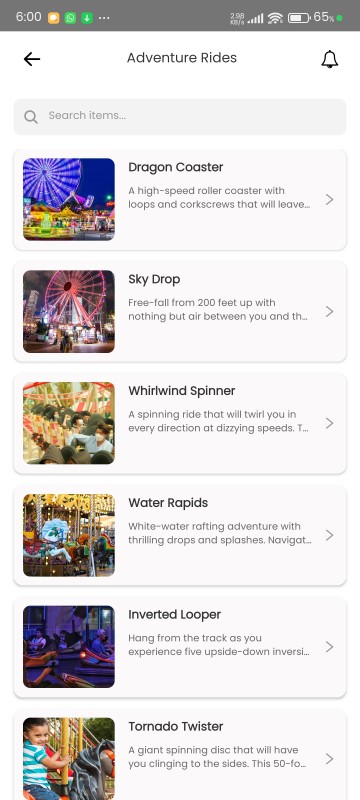 6:00
2.98
KB/s
65%
Adventure Rides
Search items...
Dragon Coaster
A high-speed roller coaster with
loops and corkscrews that will leave...
Sky Drop
Free-fall from 200 feet up with
nothing but air between you and th...
Whirlwind Spinner
A spinning ride that will twirl you in
every direction at dizzying speeds. T...
Water Rapids
White-water rafting adventure with
thrilling drops and splashes. Navigat...
Inverted Looper
Hang from the track as you
experience five upside-down inversi...
Tornado Twister
A giant spinning disc that will have
you clinging to the sides. This 50-fo...